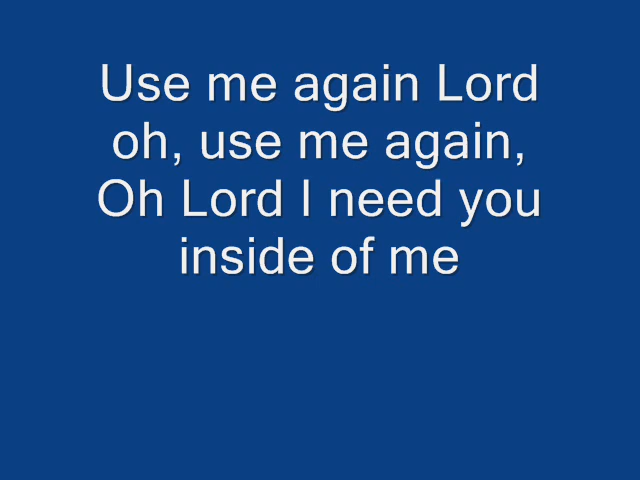 Use me again Lord
oh, use me again,
Oh Lord I need you
inside of me